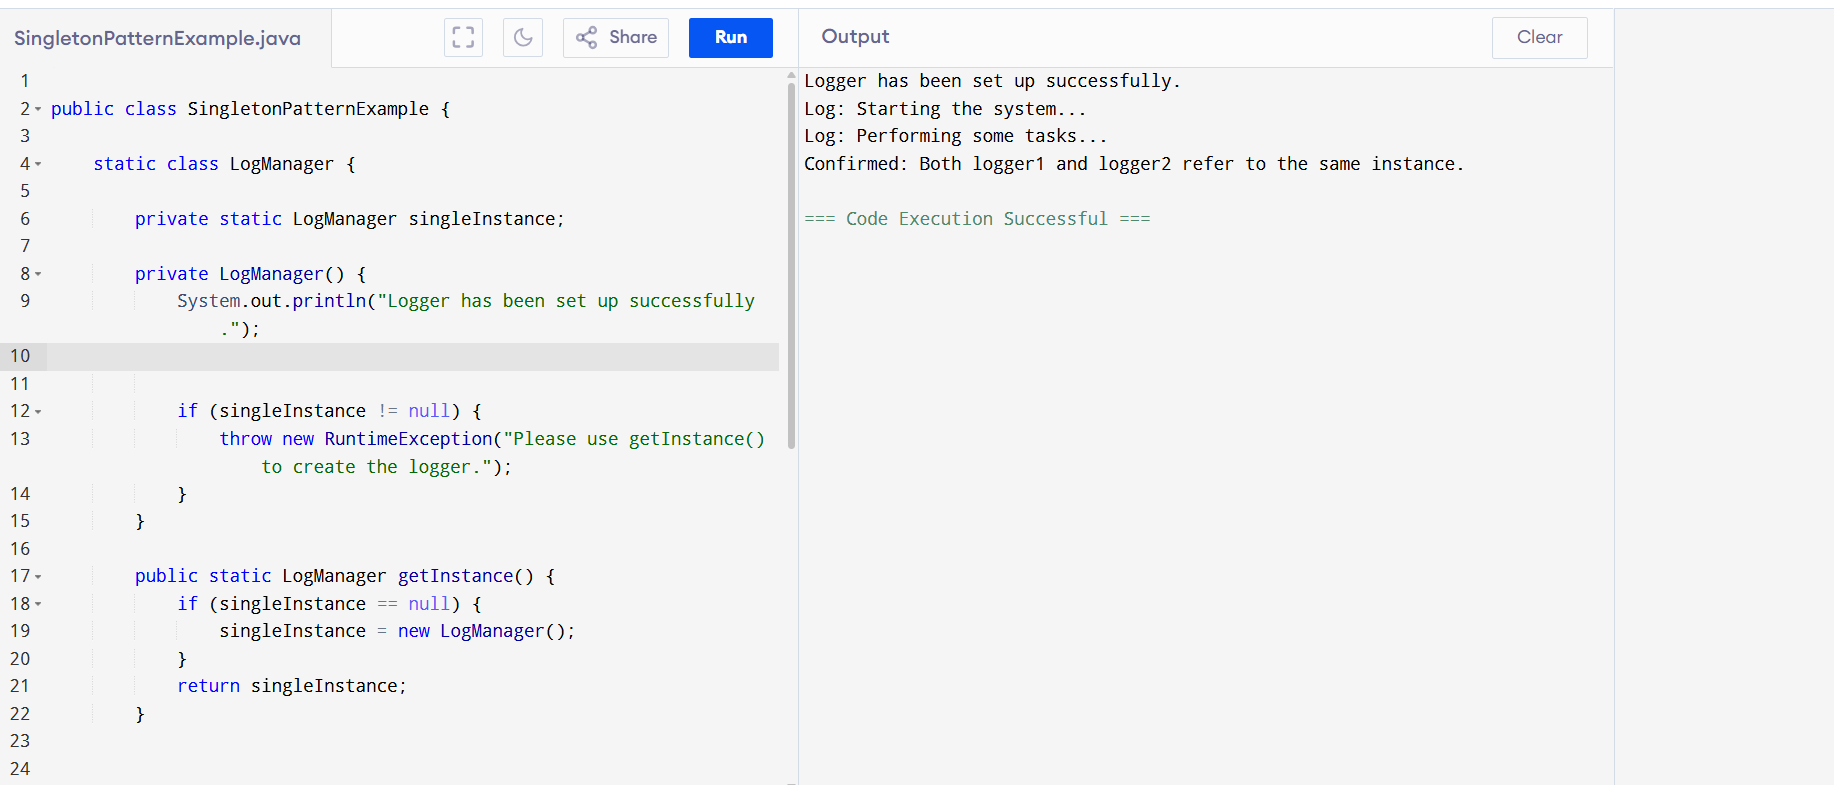 SingletonPatternExample.java
Share
Run
Output
Clear
1
2 public class SingletonPatternExample {
3
4 static class LogManager {
5
6 private static LogManager singleInstance;
7
8 private LogManager() {
9 System.out.println("Logger has been set up successfully
.");
10
11
12 if (singleInstance != null) {
13 throw new RuntimeException("Please use getInstance()
to create the logger.");
14 }
15 }
16
17 public static LogManager getInstance() {
18 if (singleInstance == null) {
19 singleInstance = new LogManager();
20 }
21 return singleInstance;
22 }
23
24
Logger has been set up successfully.
Log: Starting the system...
Log: Performing some tasks...
Confirmed: Both logger1 and logger2 refer to the same instance.
=== Code Execution Successful ===